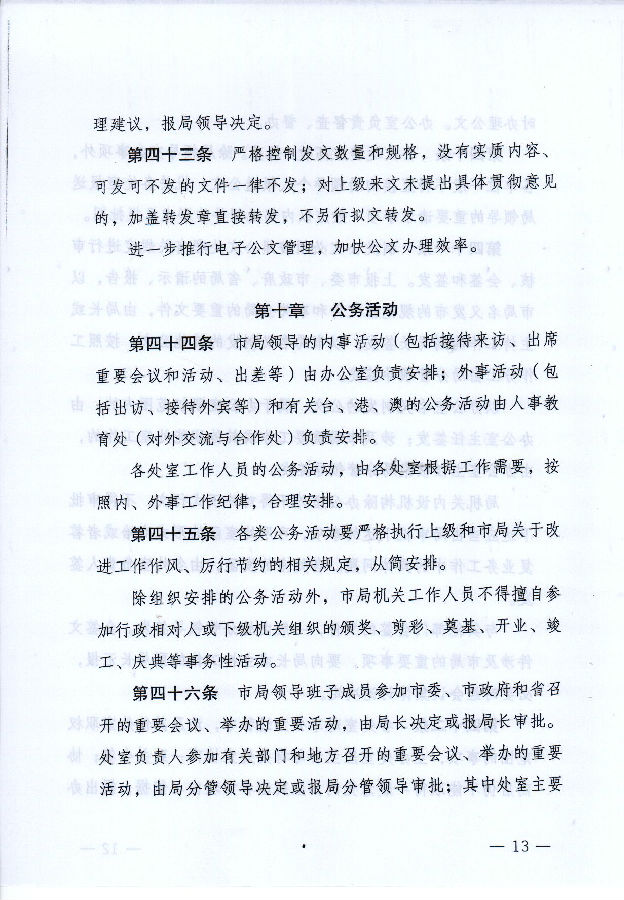 理建议，报局领导决定。
第四十三条 严格控制发文数量和规格，没有实质内容、
可发可不发的文件一律不发；对上级来文未提出具体贯彻意见
的，加盖转发章直接转发，不另行拟文转发。
进一步推行电子公文管理，加快公文办理效率。
第十章 公务活动
第四十四条 市局领导的内事活动（包括接待来访、出席
重要会议和活动、出差等）由办公室负责安排；外事活动（包
括出访、接待外宾等）和有关台、港、澳的公务活动由人事教
育处（对外交流与合作处）负责安排。
各处室工作人员的公务活动，由各处室根据工作需要，按
照内、外事工作纪律，合理安排。
第四十五条 各类公务活动要严格执行上级和市局关于改
进工作作风、厉行节约的相关规定，从简安排。
除组织安排的公务活动外，市局机关工作人员不得擅自参
加行政相对人或下级机关组织的颁奖、剪彩、奠基、开业、竣
工、庆典等事务性活动。
第四十六条 市局领导班子成员参加市委、市政府和省召
开的重要会议、举办的重要活动，由局长决定或报局长审批。
处室负责人参加有关部门和地方召开的重要会议、举办的重要
活动，由局分管领导决定或报局分管领导审批；其中处室主要
— 13 —